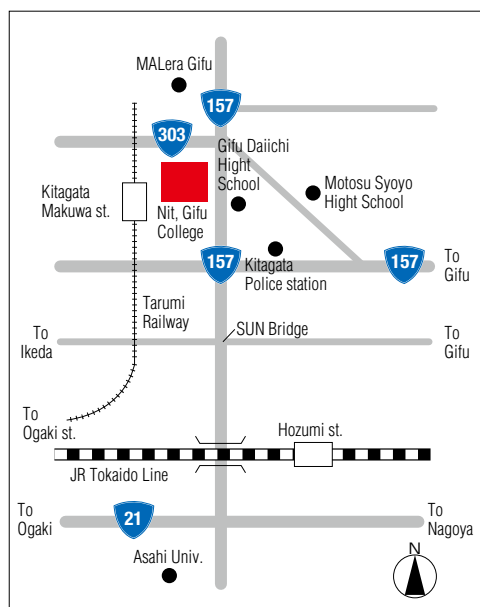 MALera Gifu
157
303
Gifu Daiichi
Hight
School
Kitagata
Makuwa st.
Nit, Gifu
College
Motosu Syoyo
Hight School
157
Kitagata
Police station
157
To
Gifu
Tarumi
Railway
To
Ikeda
SUN Bridge
To
Gifu
To
Ogaki st.
Hozumi st.
JR Tokaido Line
To
Ogaki
21
To
Nagoya
Asahi Univ.
N